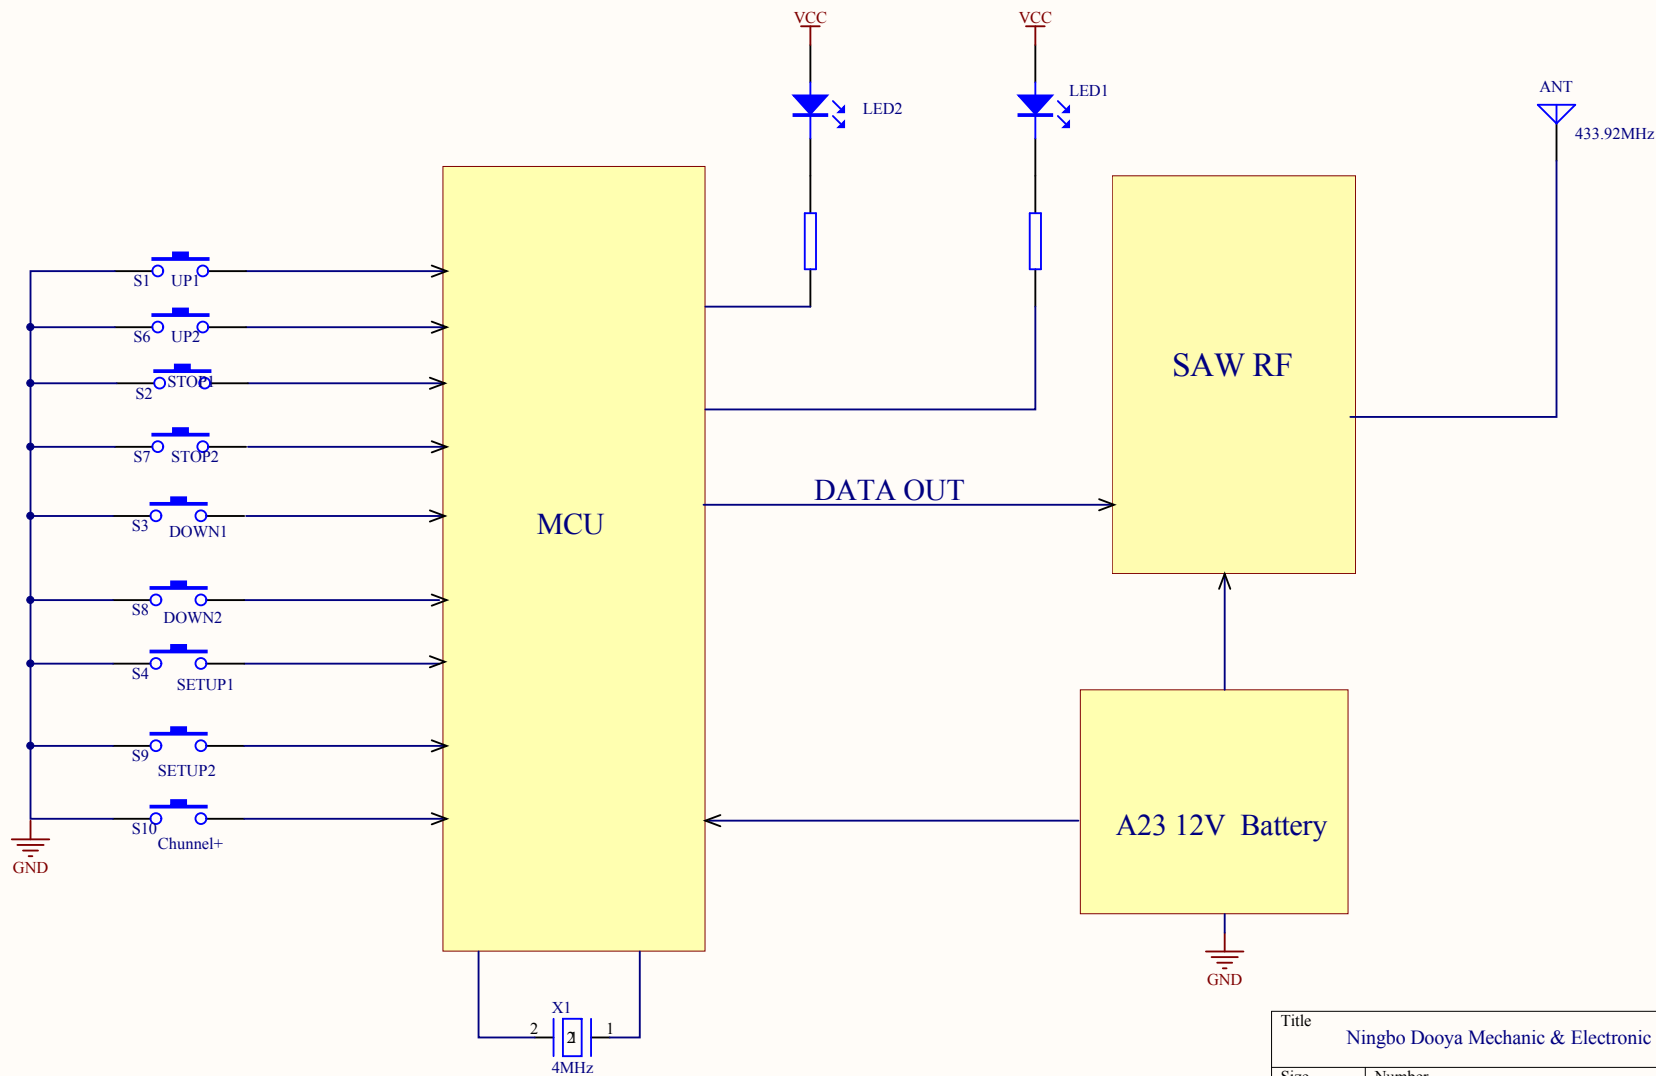 VCC
VCC
LED2
LED1
ANT
433.92MHz
S1 UP1
S6 UP2
S2 STOP1
S7 STOP2
S3 DOWN1
S8 DOWN2
S4 SETUP1
S9 SETUP2
S10 Chunnel+
GND
MCU
DATA OUT
SAW RF
A23 12V Battery
GND
X1
2 1
4MHz
Title
Ningbo Dooya Mechanic & Electronic